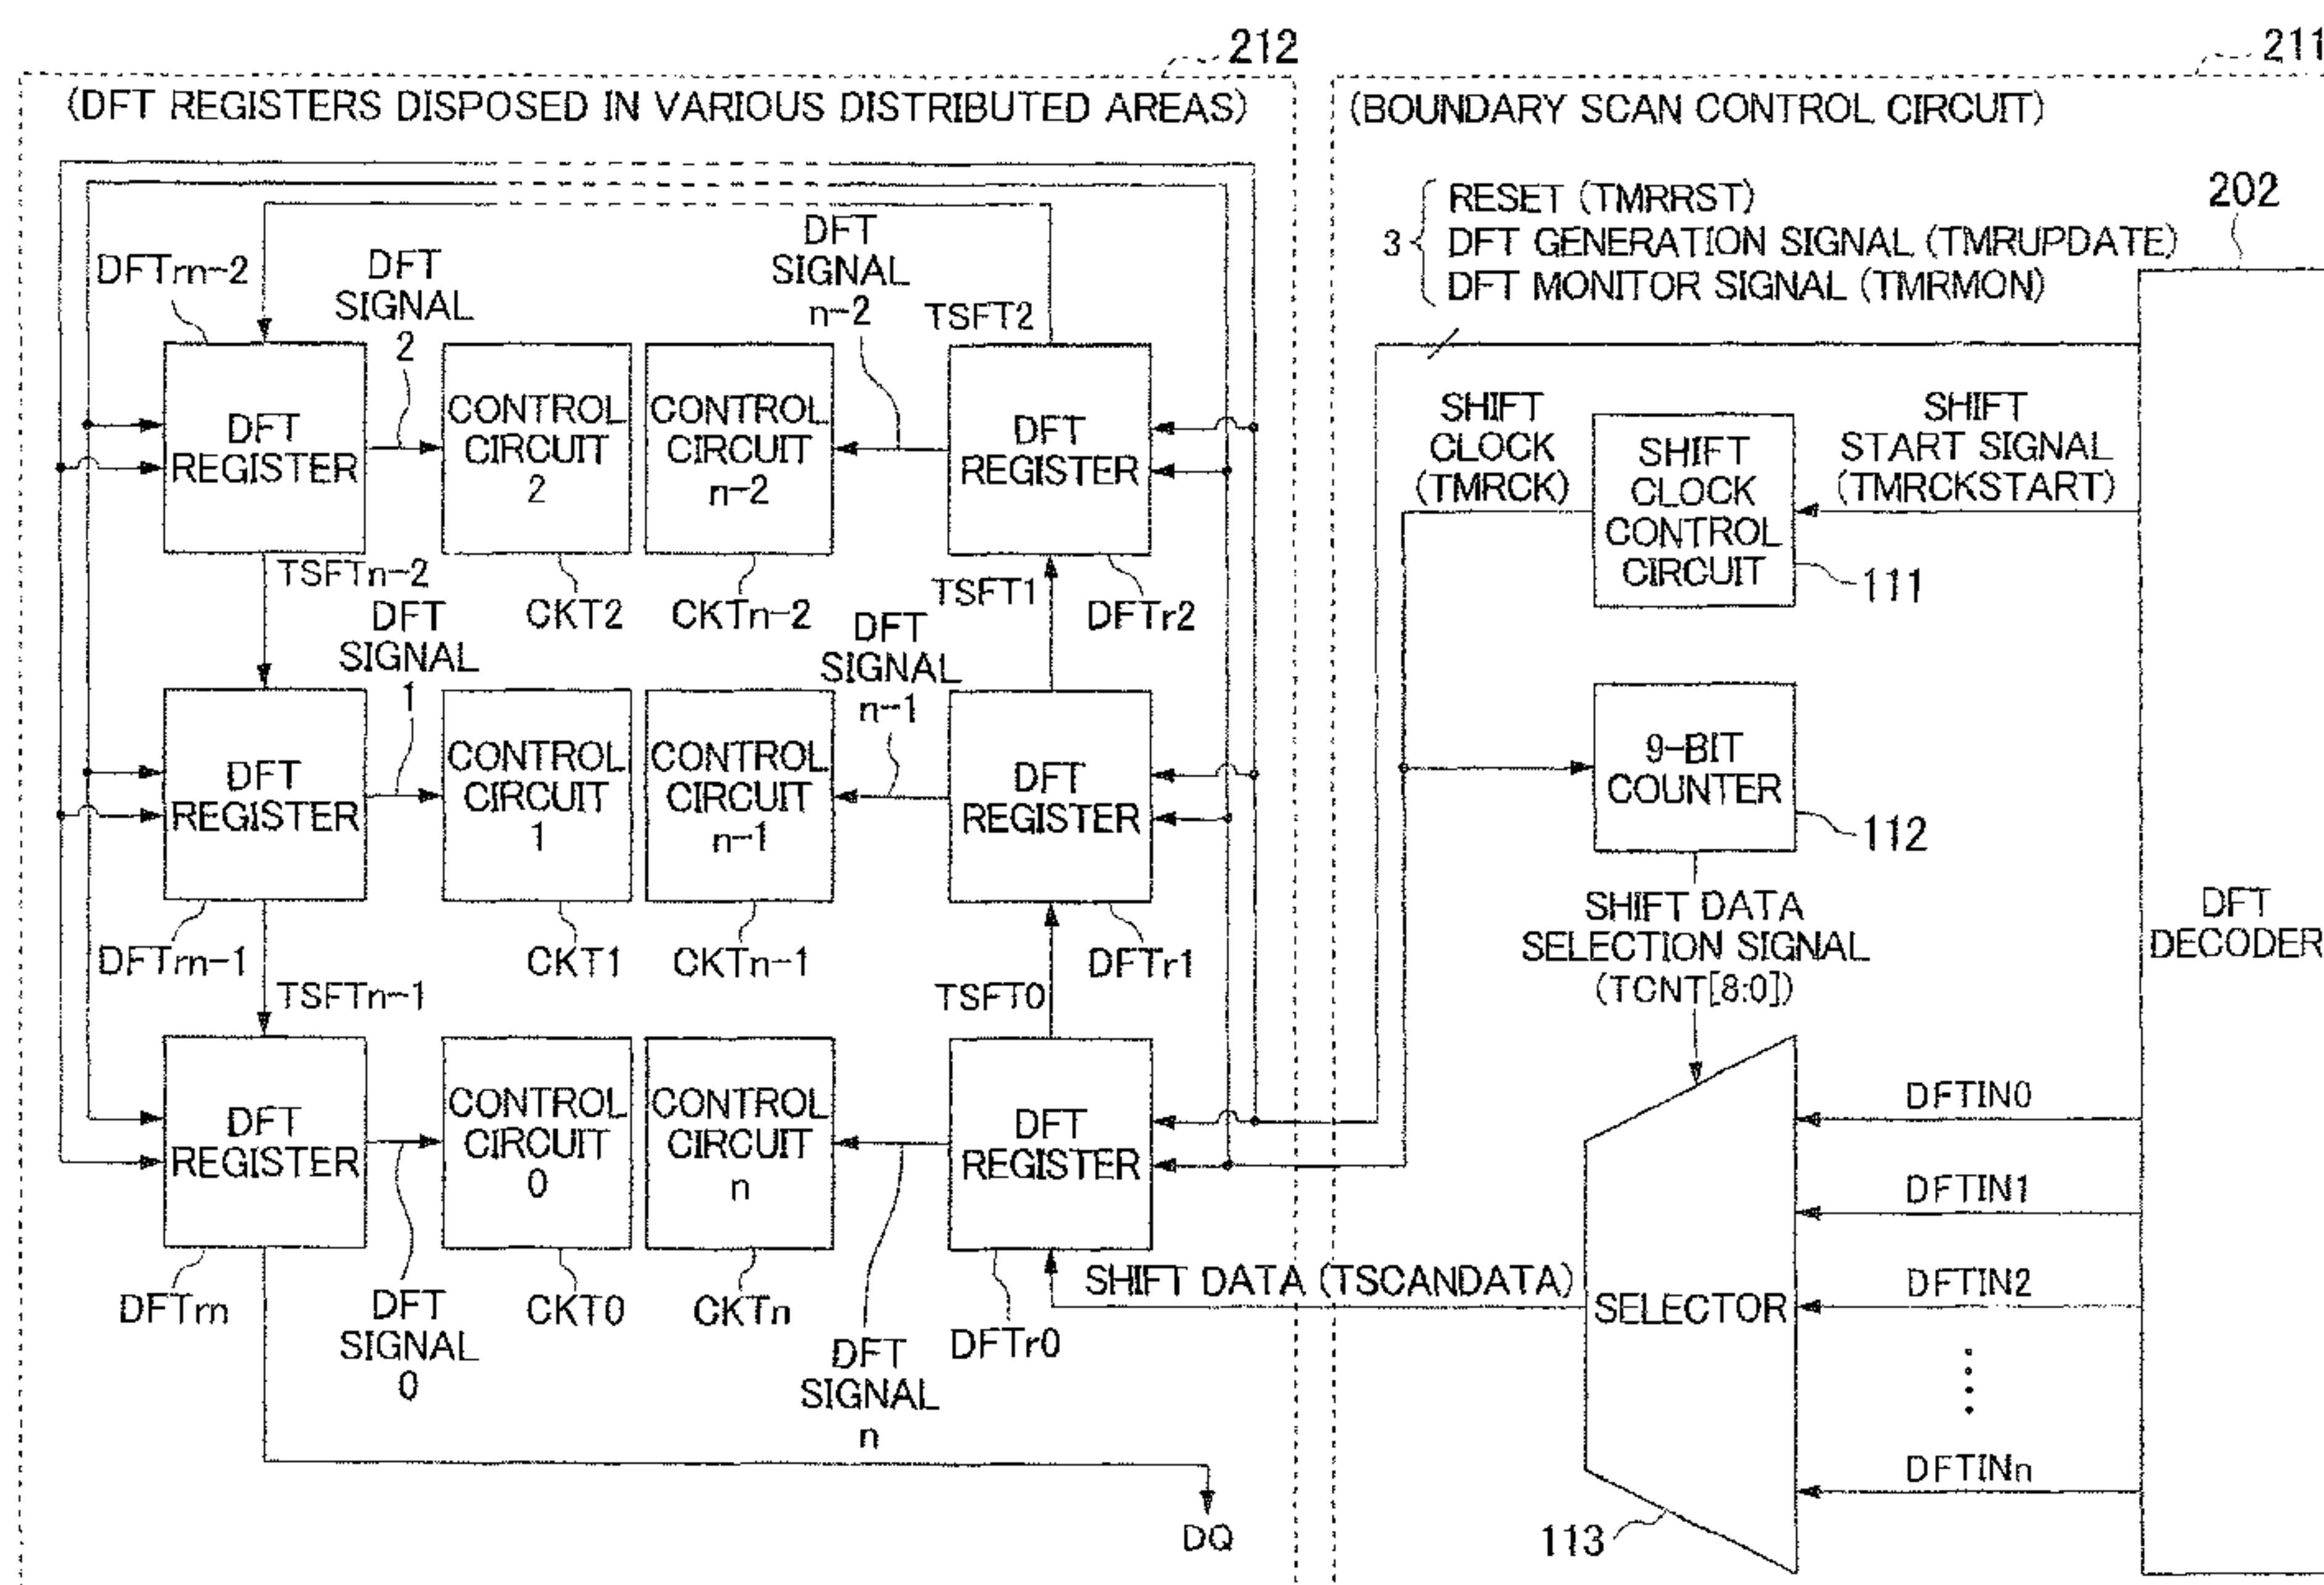 212
211
(DFT REGISTERS DISPOSED IN VARIOUS DISTRIBUTED AREAS)
(BOUNDARY SCAN CONTROL CIRCUIT)
3
RESET (TMRRST)
DFT GENERATION SIGNAL (TMRUPDATE)
DFT MONITOR SIGNAL (TMRMON)
202
DFTrn-2
DFT
SIGNAL
2
DFT
SIGNAL
n-2
TSFT2
DFT
REGISTER
CONTROL
CIRCUIT
2
CONTROL
CIRCUIT
n-2
DFT
REGISTER
SHIFT
CLOCK
(TMRCK)
SHIFT
CLOCK
CONTROL
CIRCUIT
SHIFT
START SIGNAL
(TMRCKSTART)
111
TSFTn-2
CKT2
CKTn-2
TSFT1
DFTr2
DFT
SIGNAL
1
DFT
SIGNAL
n-1
DFT
REGISTER
CONTROL
CIRCUIT
1
CONTROL
CIRCUIT
n-1
DFT
REGISTER
9-BIT
COUNTER
112
DFTrn-1
CKT1
CKTn-1
DFTr1
TSFTn-1
TSFT0
SHIFT DATA
SELECTION SIGNAL
(TCNT[8:0])
DFT
DECODER
DFT
REGISTER
CONTROL
CIRCUIT
0
CONTROL
CIRCUIT
n
DFT
REGISTER
DFTIN0
DFTIN1
DFTIN2
DFTINn
SHIFT DATA (TSCANDATA)
SELECTOR
DFTrn
DFT
SIGNAL
0
CKT0
CKTn
DFT
SIGNAL
n
DFTr0
DQ
113